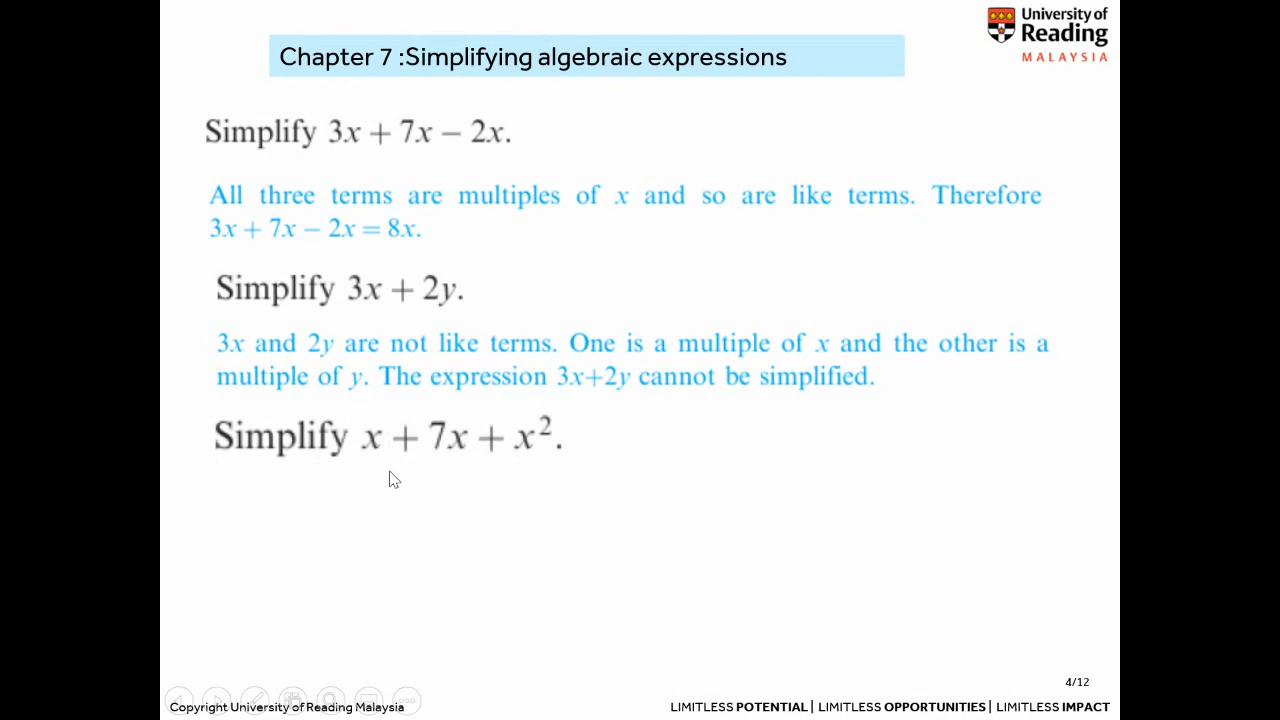 University of
Reading
MALAYSIA
Chapter 7 :Simplifying algebraic expressions
Simplify 3x + 7x − 2x.
All three terms are multiples of x and so are like terms. Therefore
3x + 7x − 2x = 8x.
Simplify 3x + 2y.
3x and 2y are not like terms. One is a multiple of x and the other is a
multiple of y. The expression 3x+2y cannot be simplified.
Simplify x + 7x + x².
4/12
Copyright University of Reading Malaysia
LIMITLESS POTENTIAL | LIMITLESS OPPORTUNITIES | LIMITLESS IMPACT